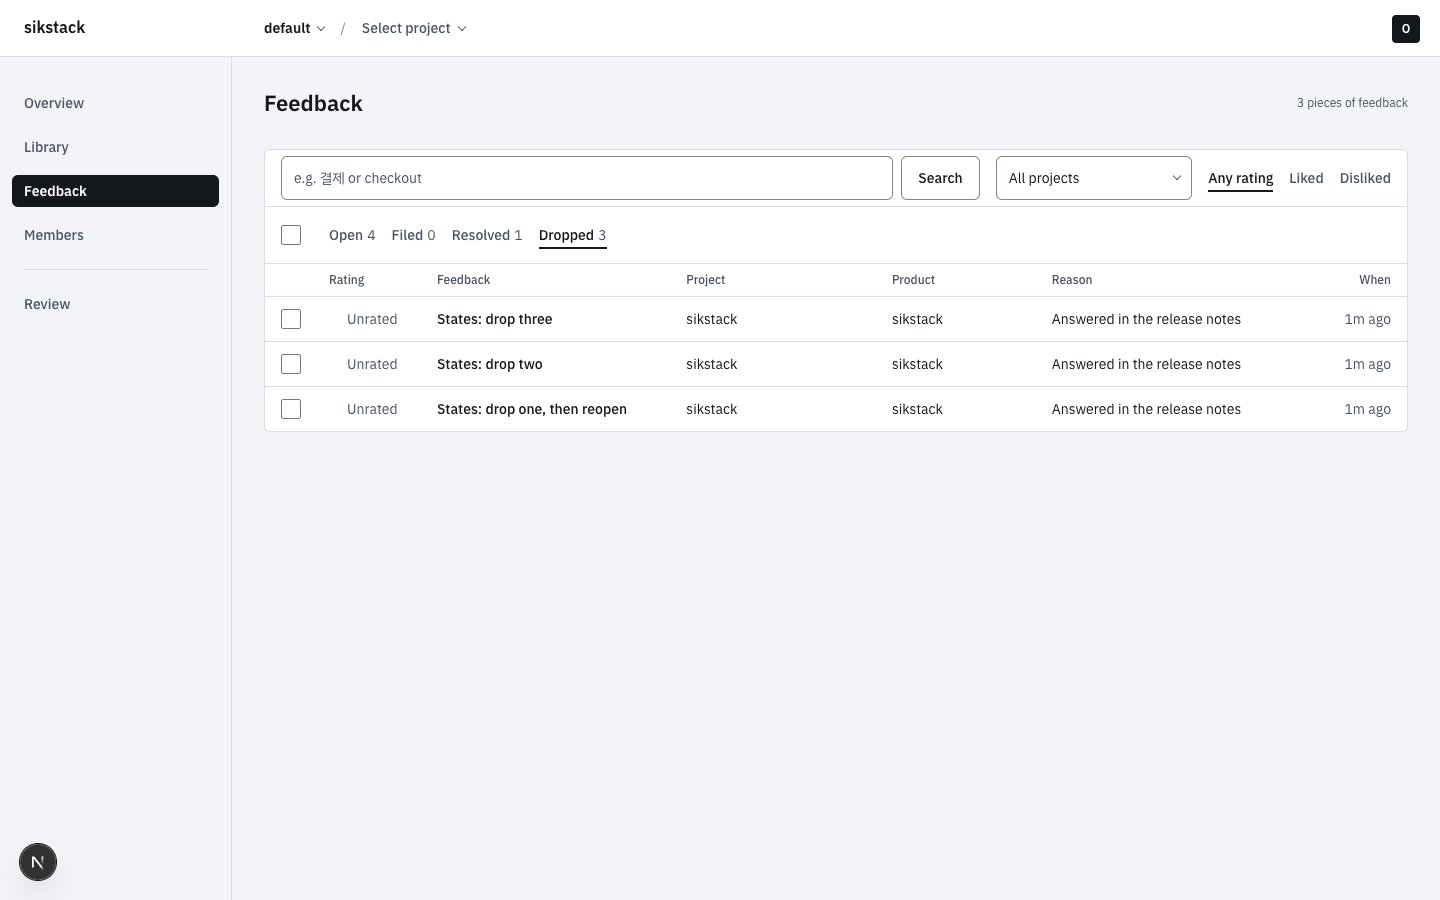 sikstack
default / Select project
O
Overview
Library
Feedback
Members
Review
Feedback
3 pieces of feedback
e.g. 결제 or checkout
Search
All projects
Any rating Liked Disliked
Open 4 Filed 0 Resolved 1 Dropped 3
Rating Feedback Project Product Reason When
Unrated States: drop three sikstack sikstack Answered in the release notes 1m ago
Unrated States: drop two sikstack sikstack Answered in the release notes 1m ago
Unrated States: drop one, then reopen sikstack sikstack Answered in the release notes 1m ago
N